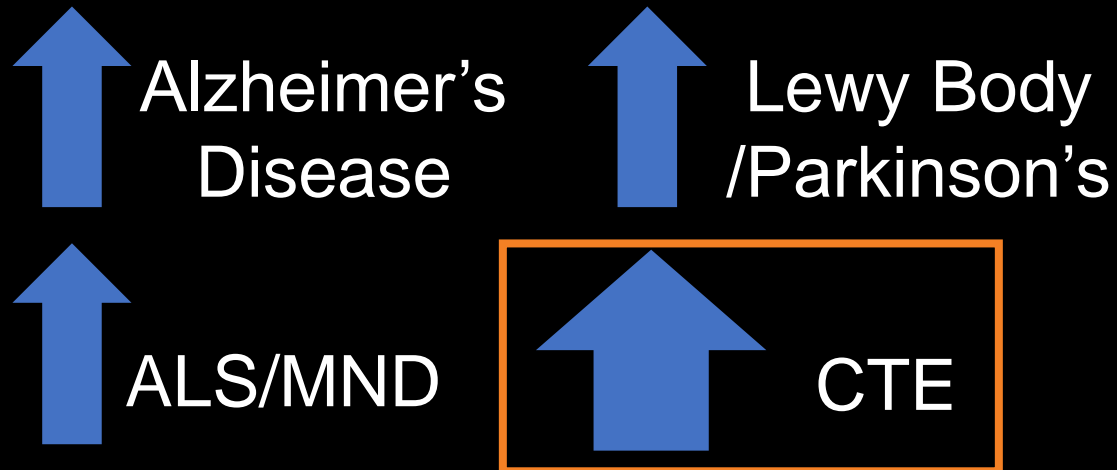 Alzheimer’s
Disease
Lewy Body
/Parkinson’s
ALS/MND
CTE